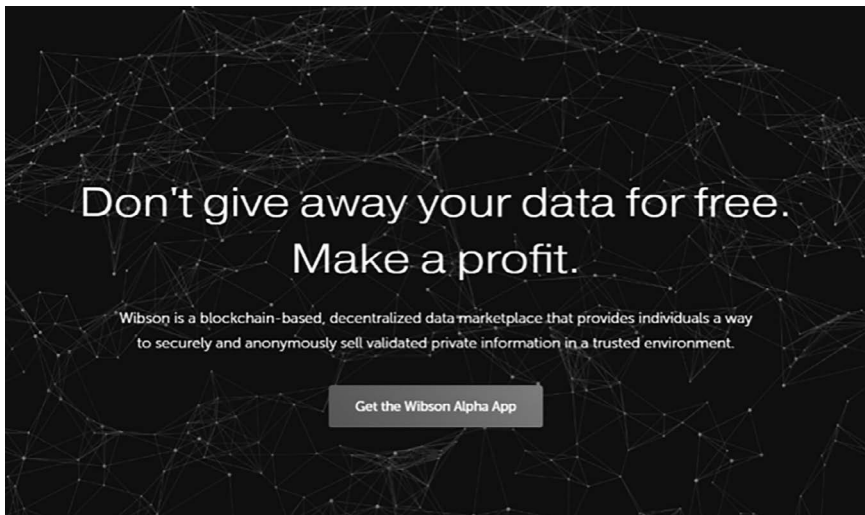 Don't give away your data for free.
Make a profit.
Wibson is a blockchain-based, decentralized data marketplace that provides individuals a way
to securely and anonymously sell validated private information in a trusted environment.
Get the Wibson Alpha App